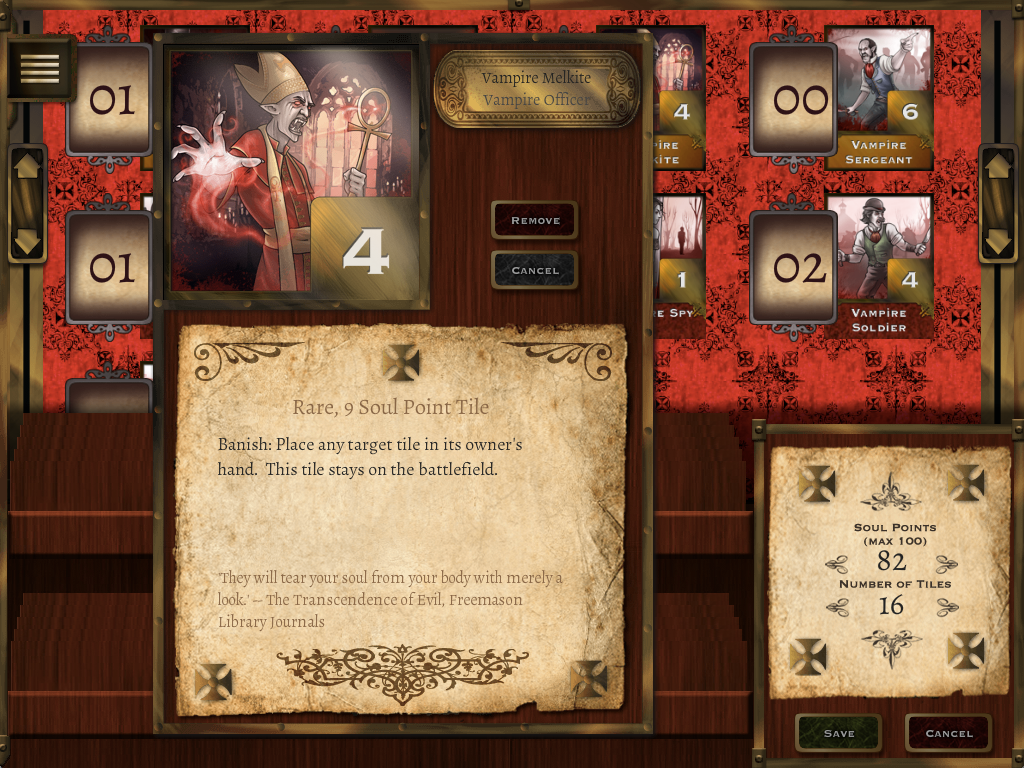 01
01
Vampire Melkite
Vampire Officer
4
Remove
Cancel
4
00
6
Vampire
Sergeant
1
02
4
Vampire
Soldier
Rare, 9 Soul Point Tile
Banish: Place any target tile in its owner's
hand. This tile stays on the battlefield.
'They will tear your soul from your body with merely a
look.' – The Transcendence of Evil, Freemason
Library Journals
Soul Points
(max 100)
82
Number of Tiles
16
Save
Cancel